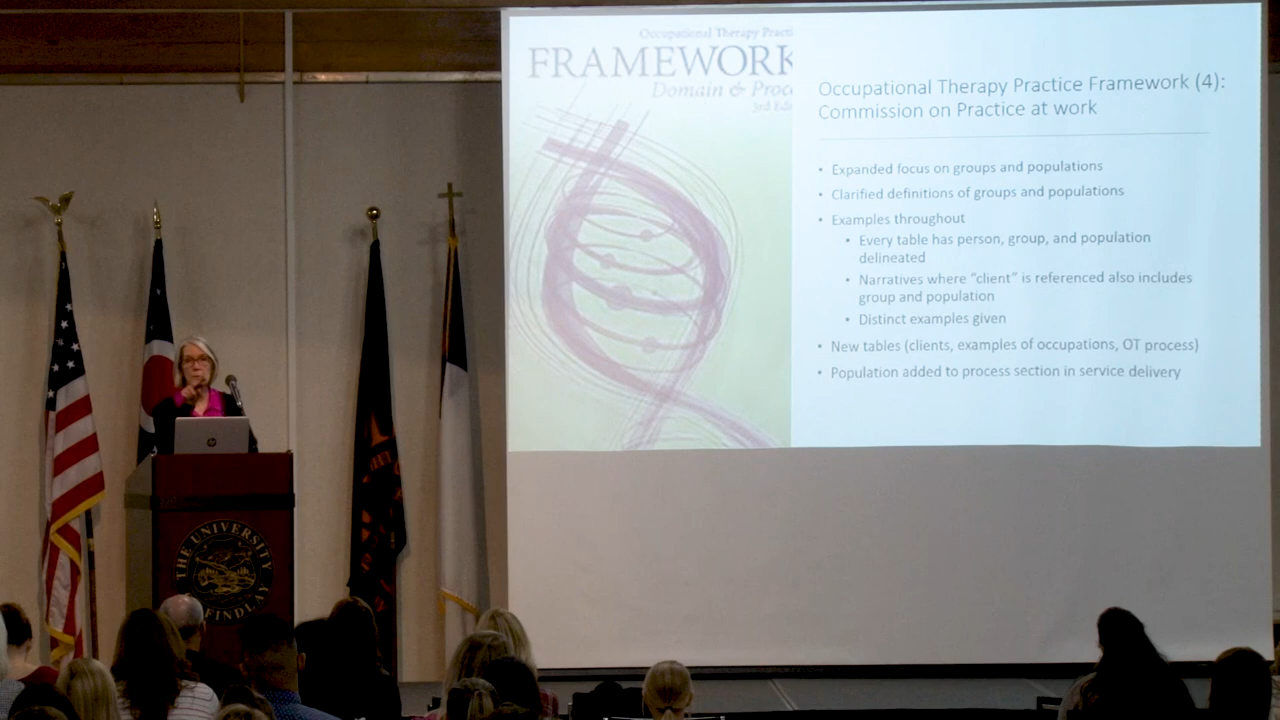 Occupational Therapy Practi
FRAMEWORK
Domain & Proc
3rd Edi
Occupational Therapy Practice Framework (4):
Commission on Practice at work
• Expanded focus on groups and populations
• Clarified definitions of groups and populations
• Examples throughout
• Every table has person, group, and population
delineated
• Narratives where “client” is referenced also includes
group and population
• Distinct examples given
• New tables (clients, examples of occupations, OT process)
• Population added to process section in service delivery
hp
THE UNIVERSITY
FINDLAY